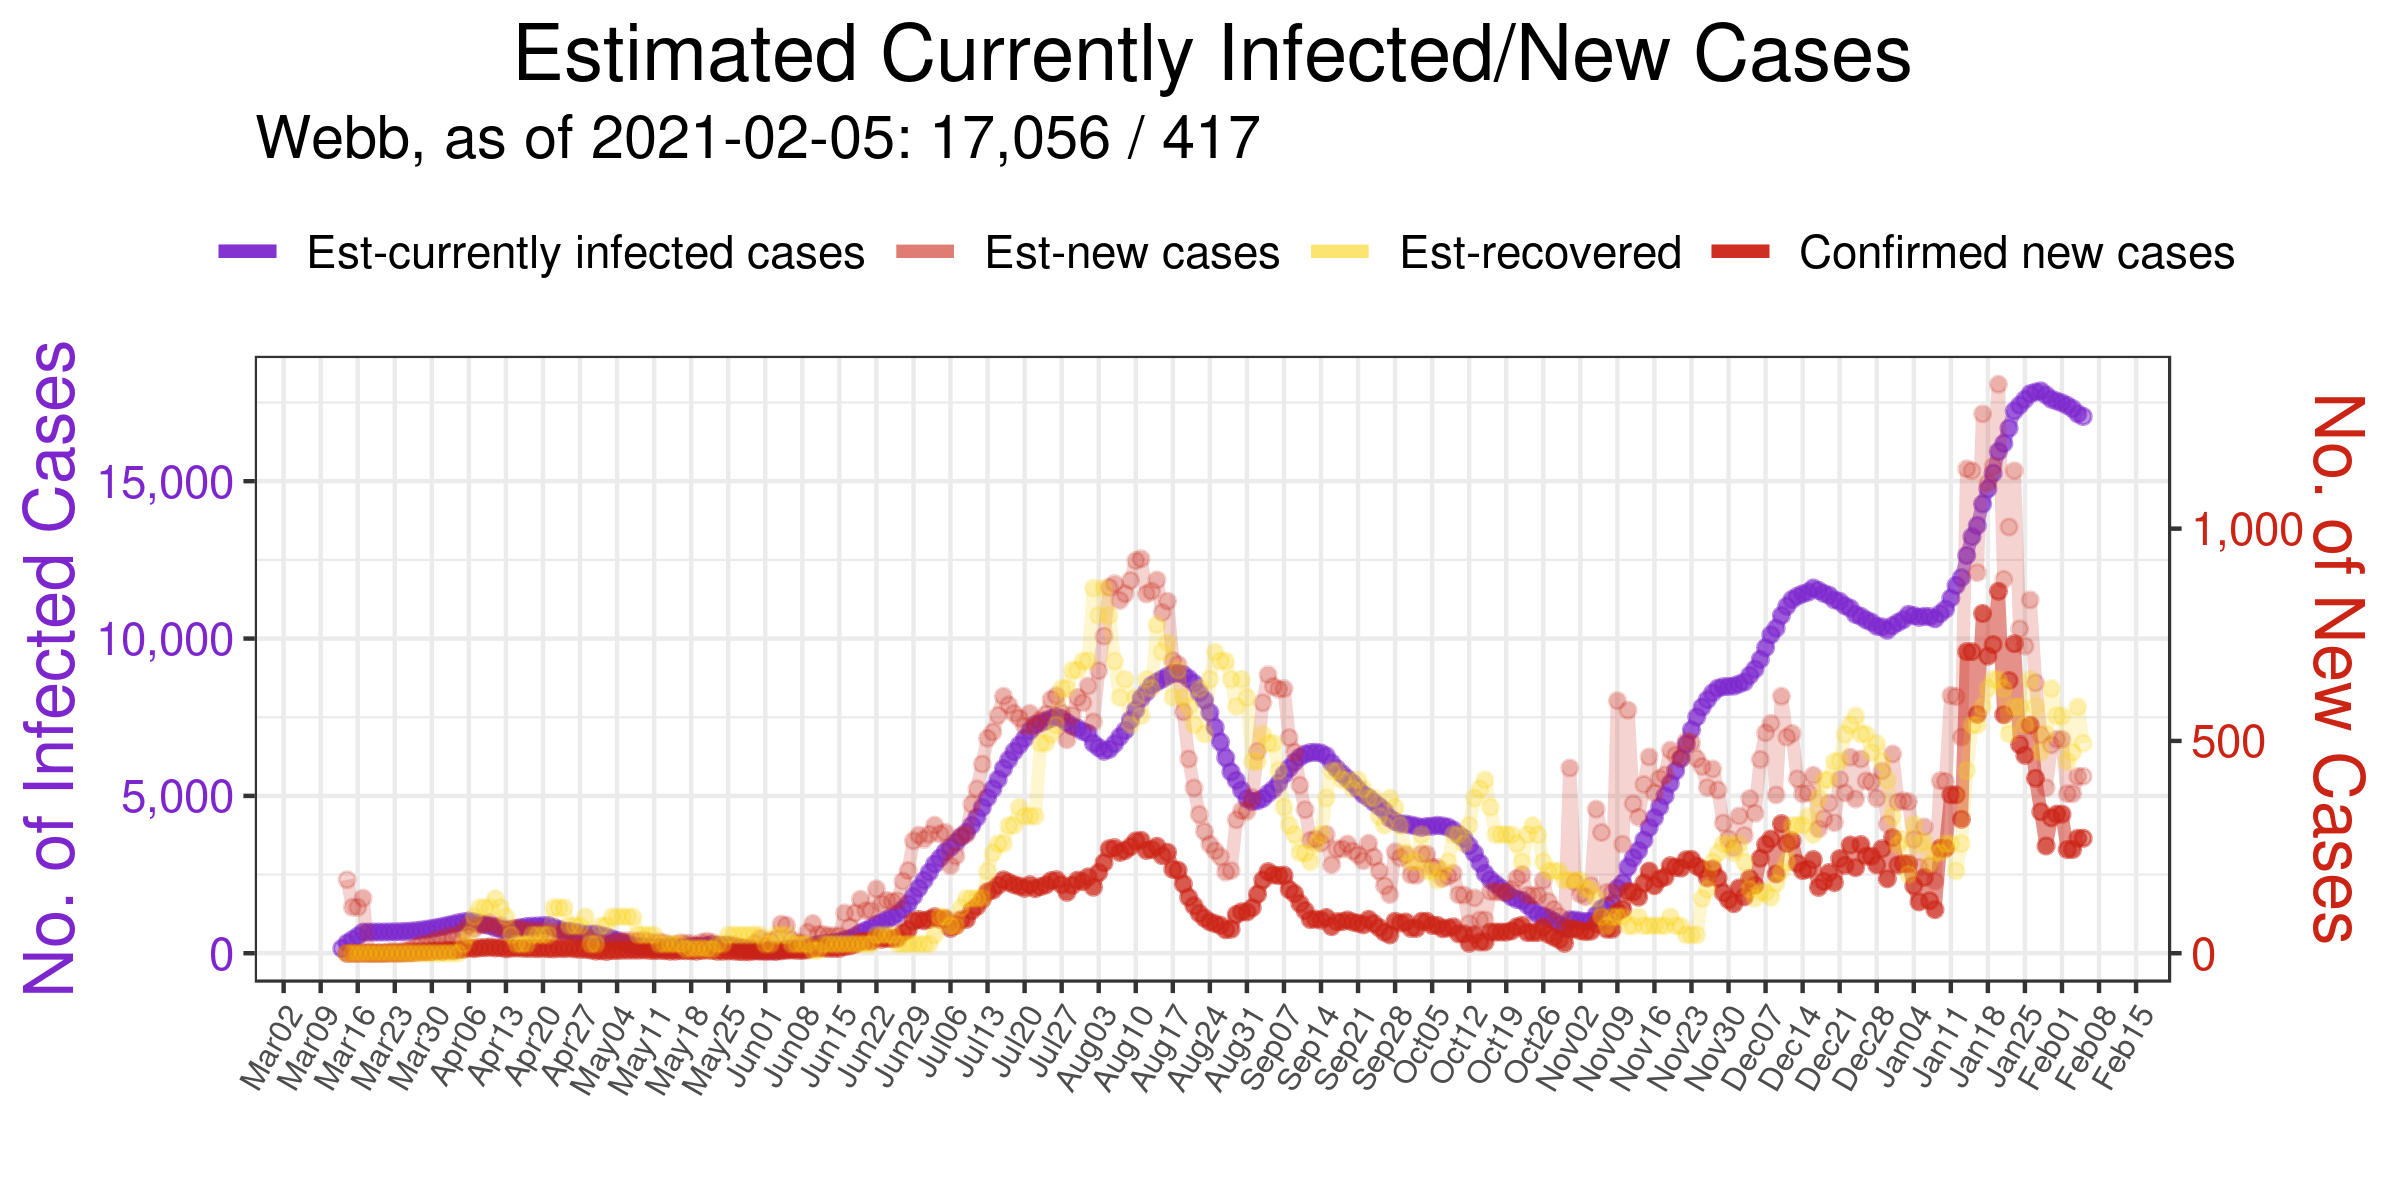 Estimated Currently Infected/New Cases
Webb, as of 2021-02-05: 17,056 / 417
Est-currently infected cases Est-new cases Est-recovered Confirmed new cases
No. of Infected Cases
15,000
10,000
5,000
0
No. of New Cases
1,000
500
0
Mar02 Mar09 Mar16 Mar23 Mar30 Apr06 Apr13 Apr20 Apr27 May04 May11 May18 May25 Jun01 Jun08 Jun15 Jun22 Jun29 Jul06 Jul13 Jul20 Jul27 Aug03 Aug10 Aug17 Aug24 Aug31 Sep07 Sep14 Sep21 Sep28 Oct05 Oct12 Oct19 Oct26 Nov02 Nov09 Nov16 Nov23 Nov30 Dec07 Dec14 Dec21 Dec28 Jan04 Jan11 Jan18 Jan25 Feb01 Feb08 Feb15